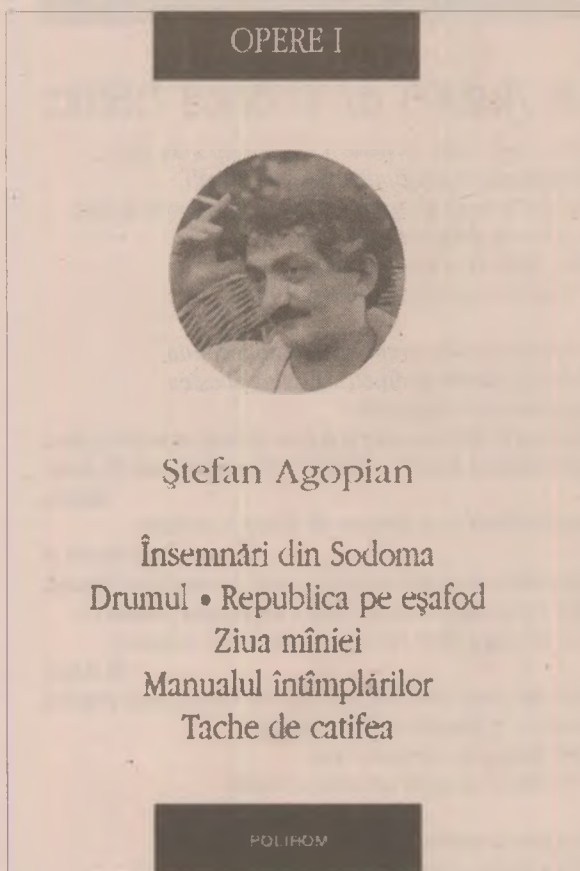 OPERE I
Ştefan Agopian
Însemnări din Sodoma
Drumul • Republica pe eşafod
Ziua mîniei
Manualul întîmplărilor
Tache de catifea
POLIROM